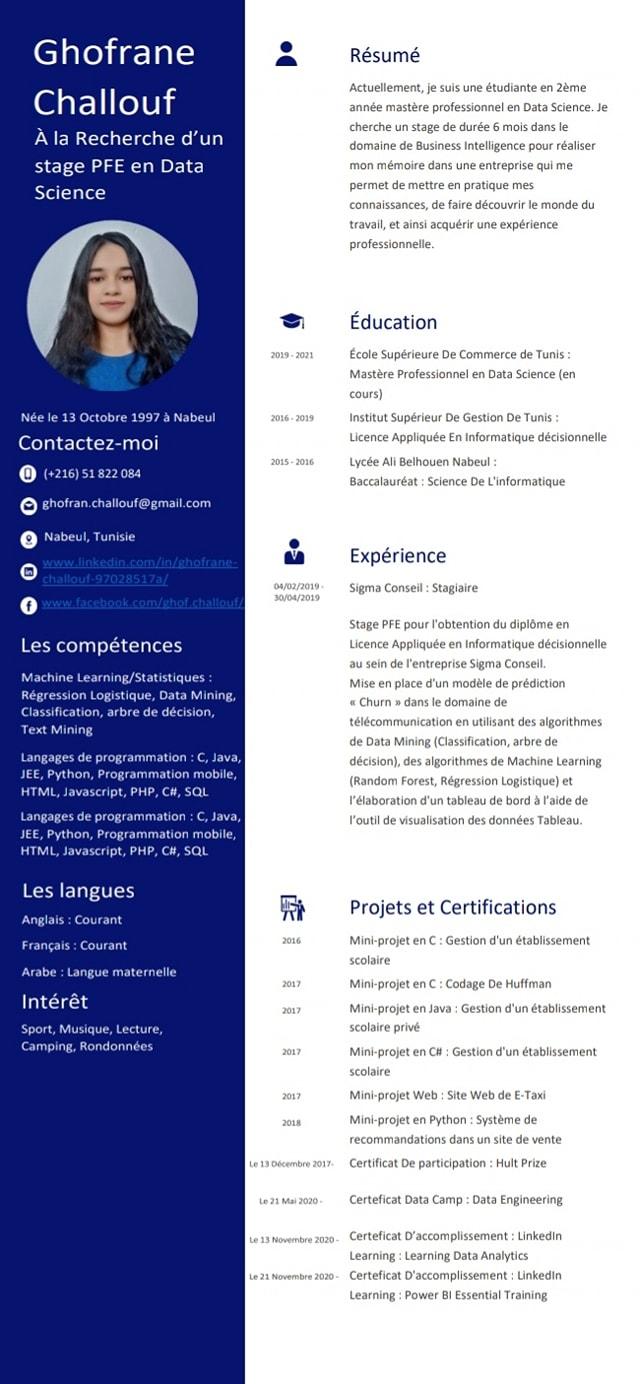 Ghofrane
Challouf
À la Recherche d’un
stage PFE en Data
Science
Née le 13 Octobre 1997 à Nabeul
Contactez-moi
(+216) 51 822 084
ghofran.challouf@gmail.com
Nabeul, Tunisie
www.linkedin.com/in/ghofrane-
challouf-97028517a/
www.facebook.com/ghof.challouf/
Les compétences
Machine Learning/Statistiques :
Régression Logistique, Data Mining,
Classification, arbre de décision,
Text Mining
Langages de programmation : C, Java,
JEE, Python, Programmation mobile,
HTML, Javascript, PHP, C#, SQL
Langages de programmation : C, Java,
JEE, Python, Programmation mobile,
HTML, Javascript, PHP, C#, SQL
Les langues
Anglais : Courant
Français : Courant
Arabe : Langue maternelle
Intérêt
Sport, Musique, Lecture,
Camping, Rondonnées
Résumé
Actuellement, je suis une étudiante en 2ème
année mastère professionnel en Data Science. Je
cherche un stage de durée 6 mois dans le
domaine de Business Intelligence pour réaliser
mon mémoire dans une entreprise qui me
permet de mettre en pratique mes
connaissances, de faire découvrir le monde du
travail, et ainsi acquérir une expérience
professionnelle.
Éducation
2019 - 2021
École Supérieure De Commerce de Tunis :
Mastère Professionnel en Data Science (en
cours)
2016 - 2019
Institut Supérieur De Gestion De Tunis :
Licence Appliquée En Informatique décisionnelle
2015 - 2016
Lycée Ali Belhouen Nabeul :
Baccalauréat : Science De L'informatique
Expérience
04/02/2019 -
30/04/2019
Sigma Conseil : Stagiaire
Stage PFE pour l'obtention du diplôme en
Licence Appliquée en Informatique décisionnelle
au sein de l'entreprise Sigma Conseil.
Mise en place d'un modèle de prédiction
« Churn » dans le domaine de
télécommunication en utilisant des algorithmes
de Data Mining (Classification, arbre de
décision), des algorithmes de Machine Learning
(Random Forest, Régression Logistique) et
l’élaboration d'un tableau de bord à l’aide de
l’outil de visualisation des données Tableau.
Projets et Certifications
2016
Mini-projet en C : Gestion d'un établissement
scolaire
2017
Mini-projet en C : Codage De Huffman
2017
Mini-projet en Java : Gestion d'un établissement
scolaire privé
2017
Mini-projet en C# : Gestion d'un établissement
scolaire
2017
Mini-projet Web : Site Web de E-Taxi
2018
Mini-projet en Python : Système de
recommandations dans un site de vente
Le 13 Décembre 2017-
Certificat De participation : Hult Prize
Le 21 Mai 2020 -
Certeficat Data Camp : Data Engineering
Le 13 Novembre 2020 -
Certeficat D’accomplissement : LinkedIn
Learning : Learning Data Analytics
Le 21 Novembre 2020 -
Certeficat D'accomplissement : LinkedIn
Learning : Power BI Essential Training